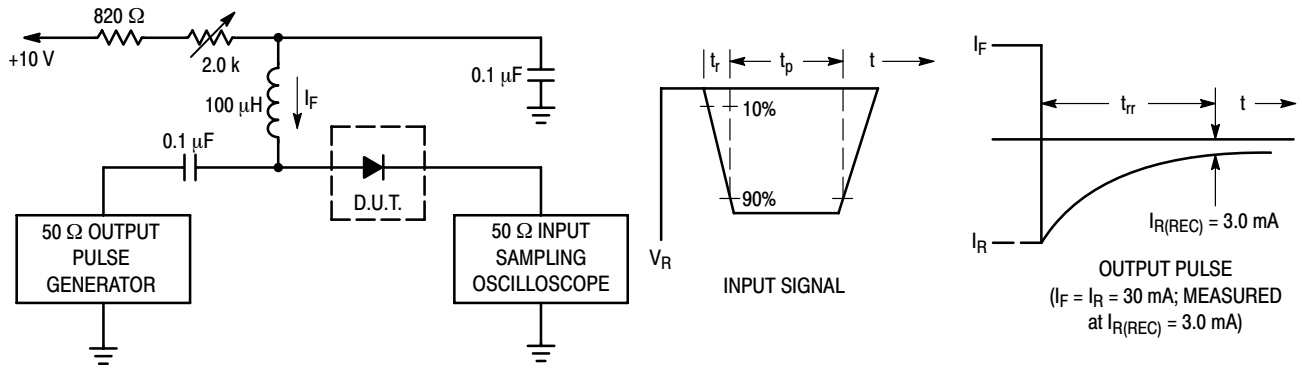 820 Ω
+10 V
2.0 k
100 µH
I_F
0.1 µF
0.1 µF
D.U.T.
50 Ω OUTPUT
PULSE
GENERATOR
50 Ω INPUT
SAMPLING
OSCILLOSCOPE
t_r
t_p
t
10%
90%
V_R
INPUT SIGNAL
I_F
t_rr
t
I_R
I_R(REC) = 3.0 mA
OUTPUT PULSE
(I_F = I_R = 30 mA; MEASURED
at I_R(REC) = 3.0 mA)